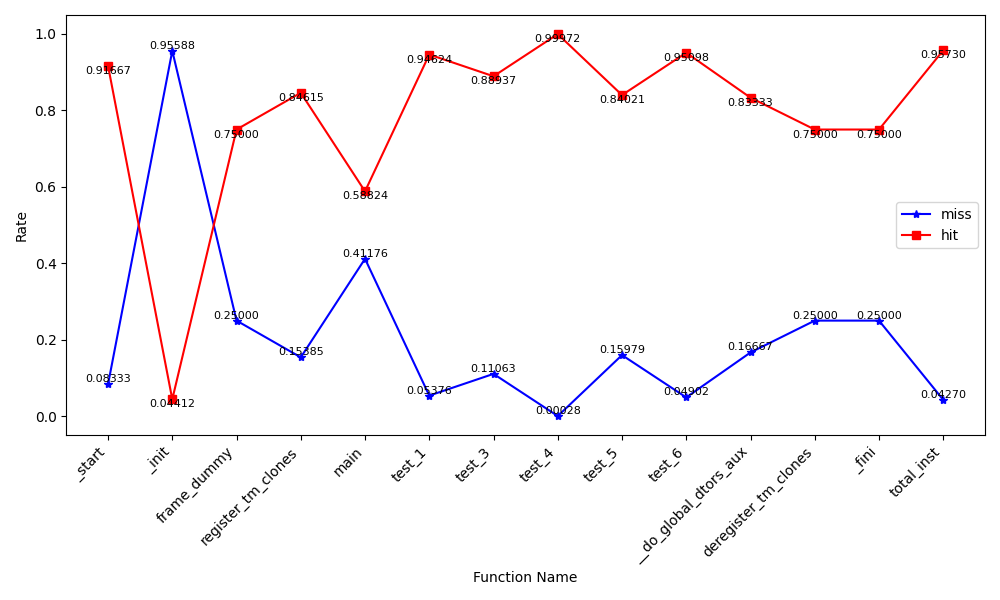 1.0
0.8
0.6
0.4
0.2
0.0
Rate
0.91667
0.95588
0.75000
0.84615
0.58824
0.94624
0.88937
0.99972
0.84021
0.95098
0.83333
0.75000
0.75000
0.95730
0.08333
0.04412
0.25000
0.15385
0.41176
0.05376
0.11063
0.00028
0.15979
0.04902
0.16667
0.25000
0.25000
0.04270
miss
hit
_start
_init
frame_dummy
register_tm_clones
main
test_1
test_3
test_4
test_5
test_6
__do_global_dtors_aux
deregister_tm_clones
_fini
total_inst
Function Name